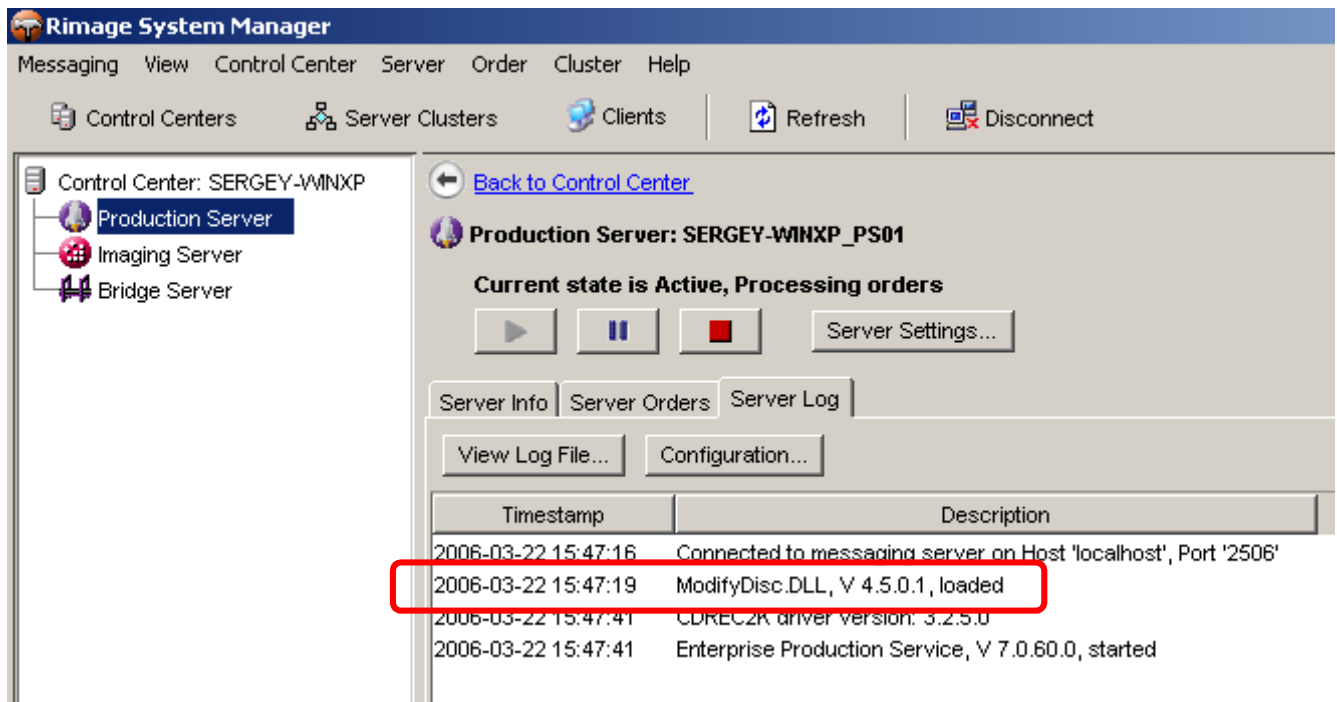 Rimage System Manager
Messaging View Control Center Server Order Cluster Help
Control Centers Server Clusters Clients Refresh Disconnect
Control Center: SERGEY-WINXP
Production Server
Imaging Server
Bridge Server
Back to Control Center
Production Server: SERGEY-WINXP_PS01
Current state is Active, Processing orders
Server Settings...
Server Info Server Orders Server Log
View Log File... Configuration...
Timestamp Description
2006-03-22 15:47:16 Connected to messaging server on Host 'localhost', Port '2506'
2006-03-22 15:47:19 ModifyDisc.DLL, V 4.5.0.1, loaded
2006-03-22 15:47:41 CDREC2K driver version: 3.2.5.0
2006-03-22 15:47:41 Enterprise Production Service, V 7.0.60.0, started